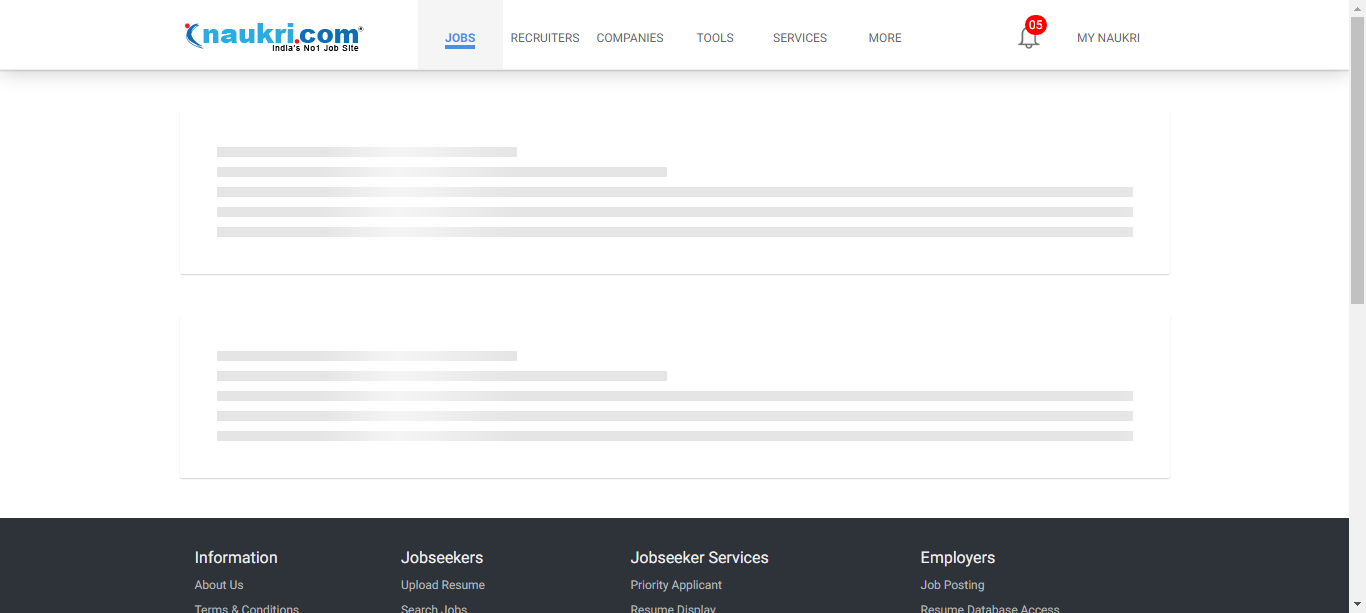 naukri.com
India's No1 Job Site
JOBS RECRUITERS COMPANIES TOOLS SERVICES MORE 05 MY NAUKRI
Information Jobseekers Jobseeker Services Employers
About Us Upload Resume Priority Applicant Job Posting
Terms & Conditions Search Jobs Resume Display Resume Database Access